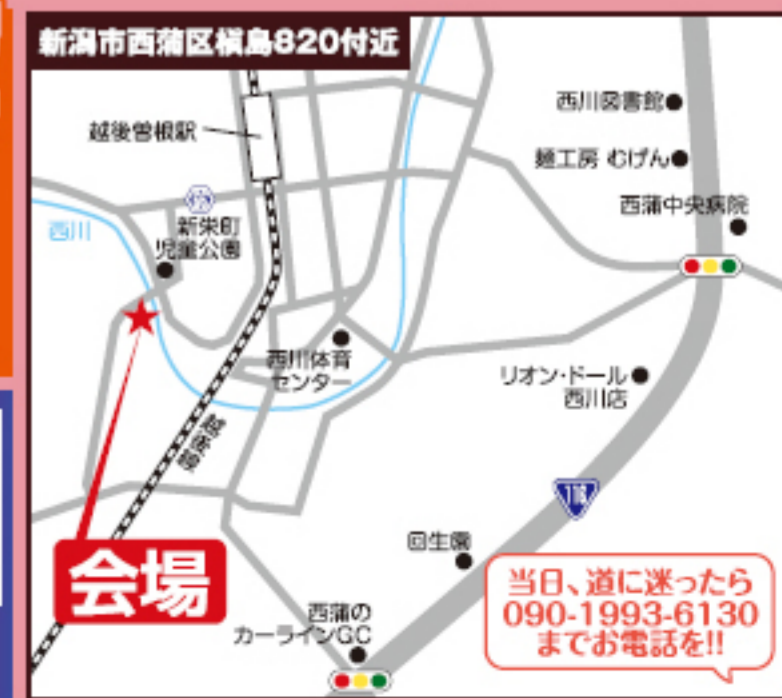 新潟市西蒲区槇島820付近
越後曽根駅
西川図書館
麺工房 むげん
西蒲中央病院
西川
新栄町
児童公園
西川体育
センター
リオン・ドール
西川店
越後線
116
回生園
会場
西蒲の
カーラインGC
当日、道に迷ったら
090-1993-6130
までお電話を!!